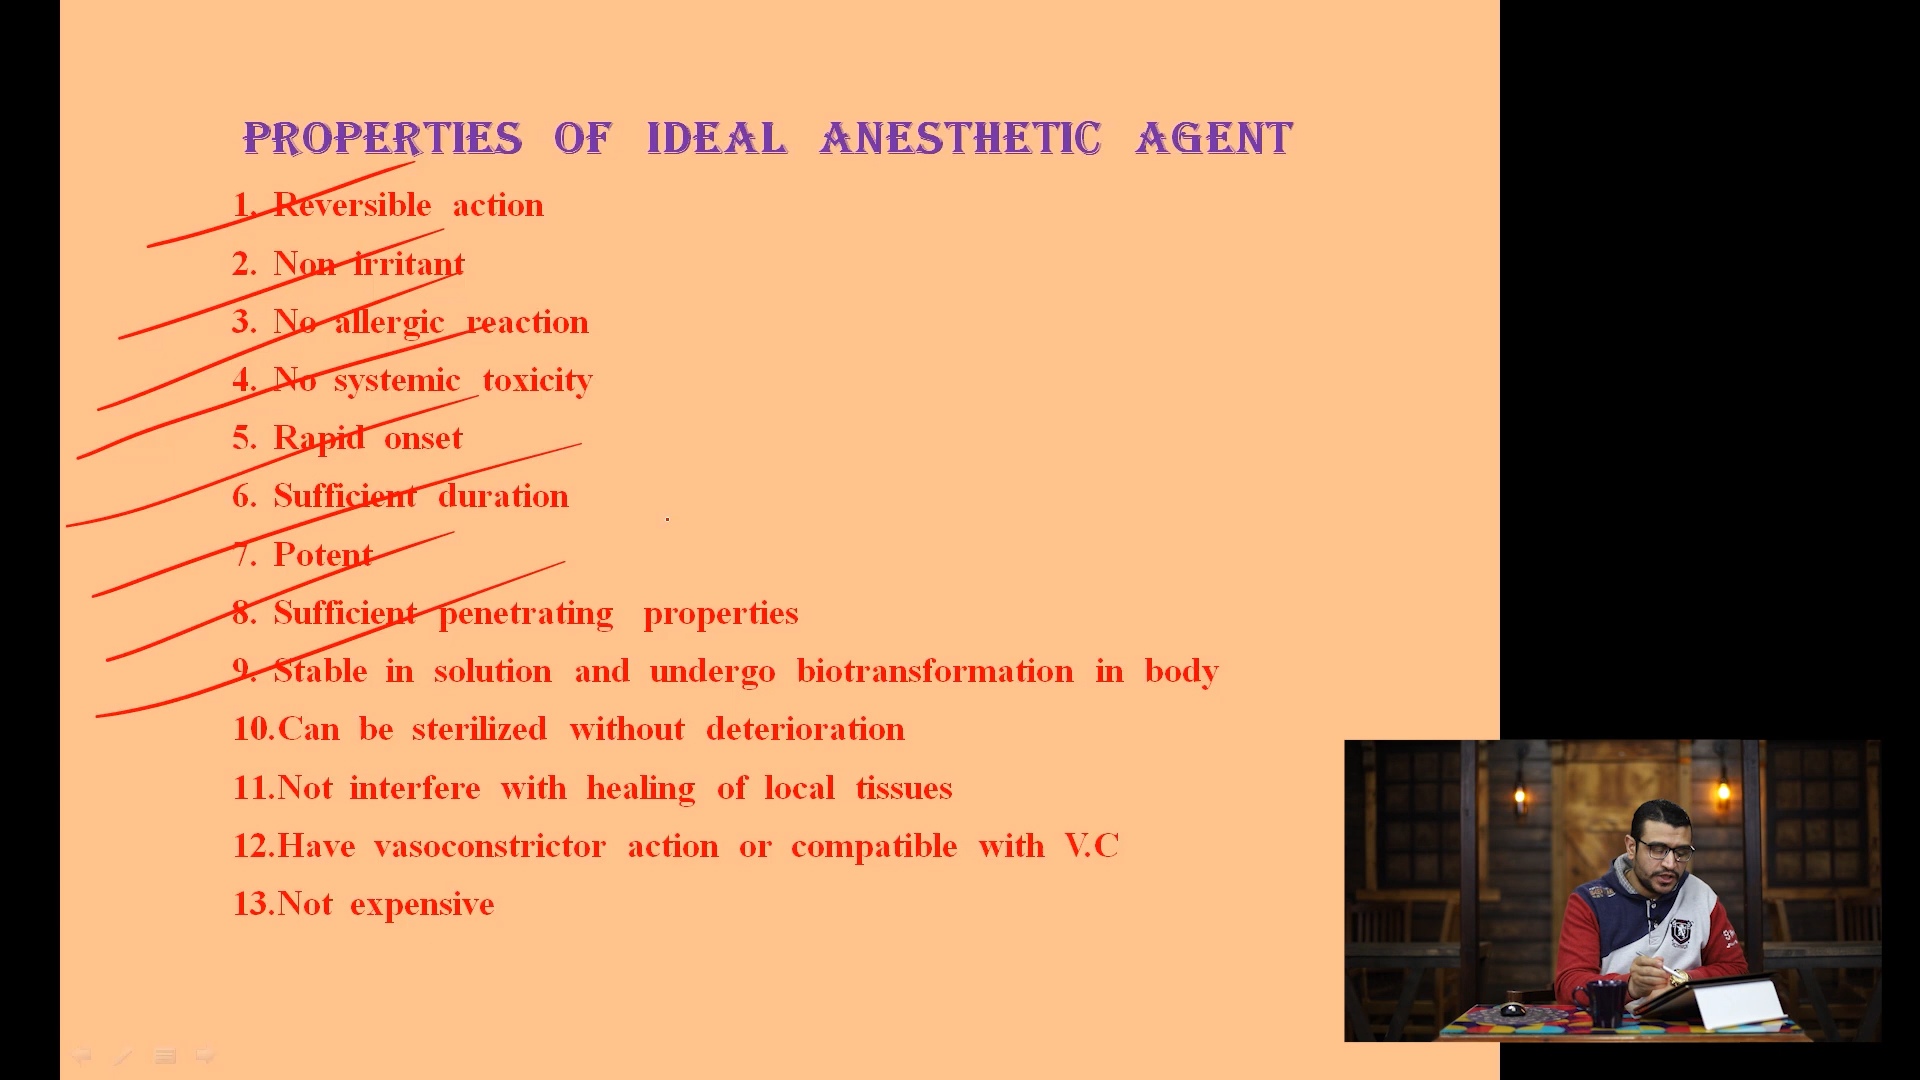 PROPERTIES OF IDEAL ANESTHETIC AGENT
1. Reversible action
2. Non irritant
3. No allergic reaction
4. No systemic toxicity
5. Rapid onset
6. Sufficient duration
7. Potent
8. Sufficient penetrating properties
9. Stable in solution and undergo biotransformation in body
10.Can be sterilized without deterioration
11.Not interfere with healing of local tissues
12.Have vasoconstrictor action or compatible with V.C
13.Not expensive